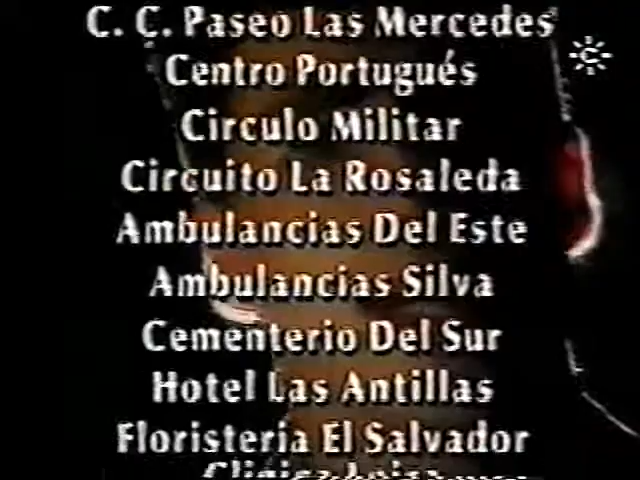 C. C. Paseo Las Mercedes
Centro Portugués
Circulo Militar
Circuito La Rosaleda
Ambulancias Del Este
Ambulancias Silva
Cementerio Del Sur
Hotel Las Antillas
Floristeria El Salvador